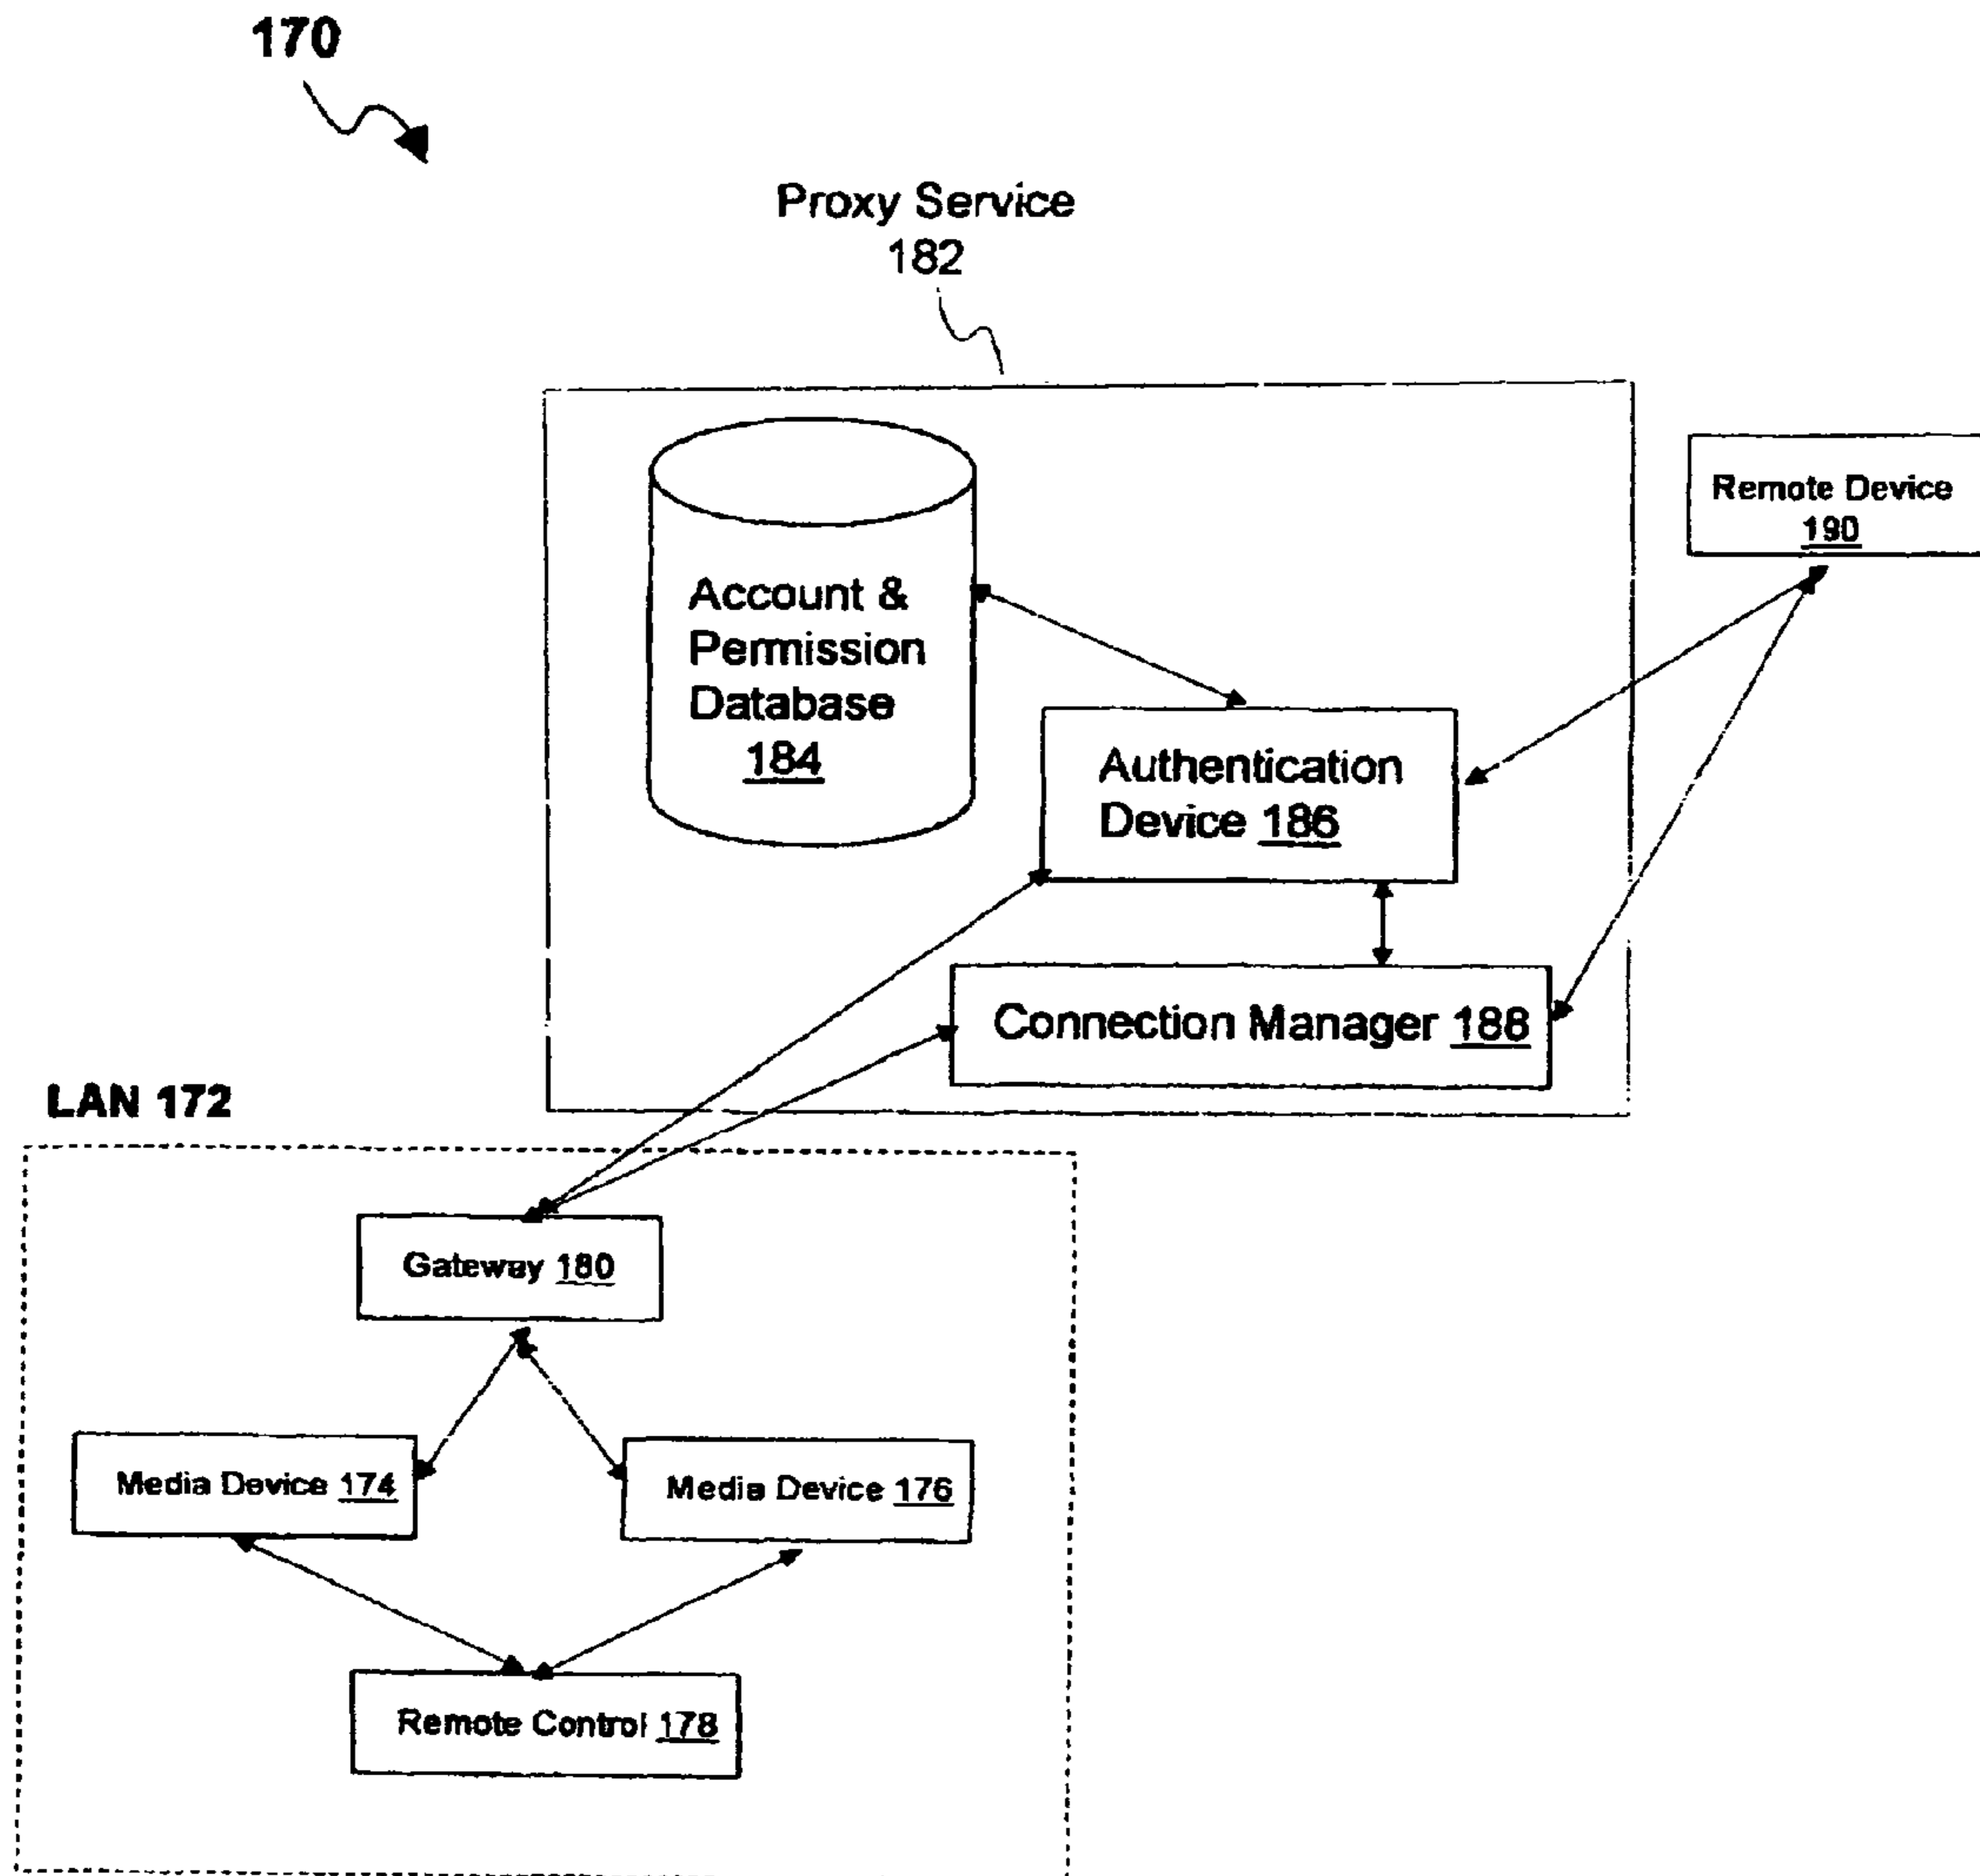 170
Proxy Service
182
Account &
Permission
Database
184
Remote Device
190
Authentication
Device 186
Connection Manager 188
LAN 172
Gateway 180
Media Device 174
Media Device 176
Remote Control 178